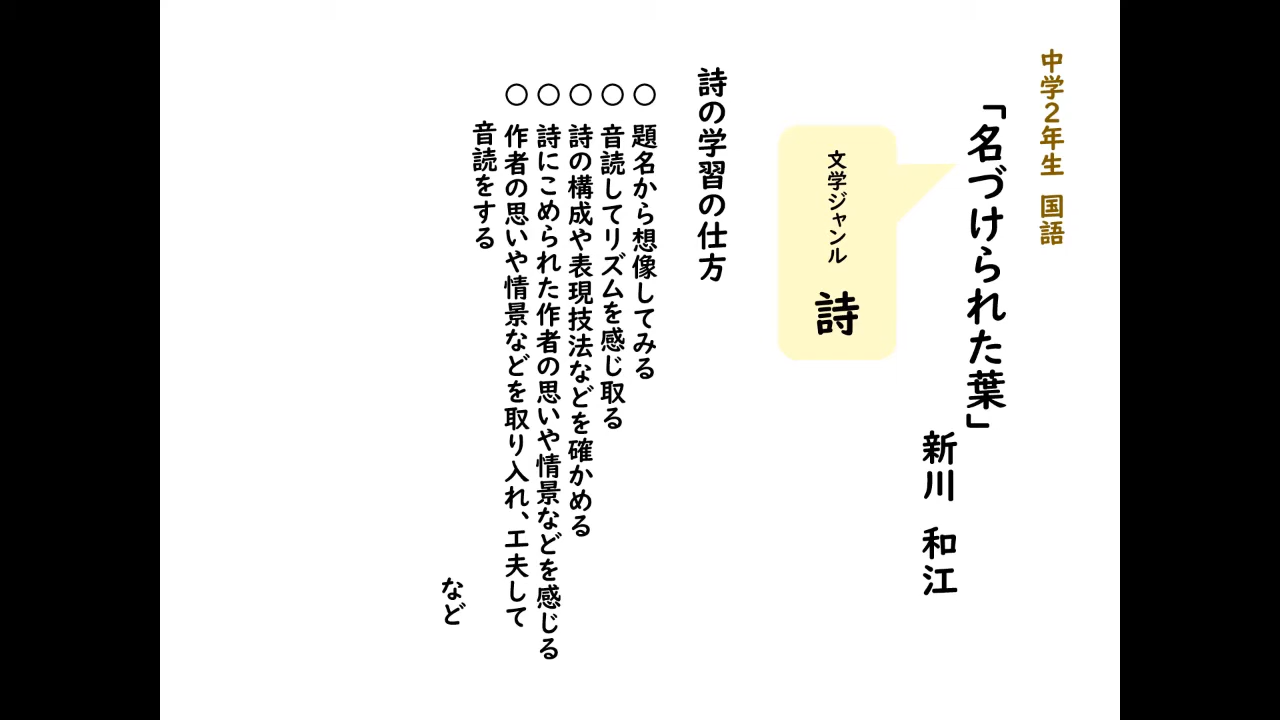 中学2年生 国語
「名づけられた葉」
新川 和江
文学ジャンル 詩
詩の学習の仕方
○ 題名から想像してみる
○ 音読してリズムを感じ取る
○ 詩の構成や表現技法などを確かめる
○ 詩にこめられた作者の思いや情景などを感じる
○ 作者の思いや情景などを取り入れ、工夫して
音読をする
など